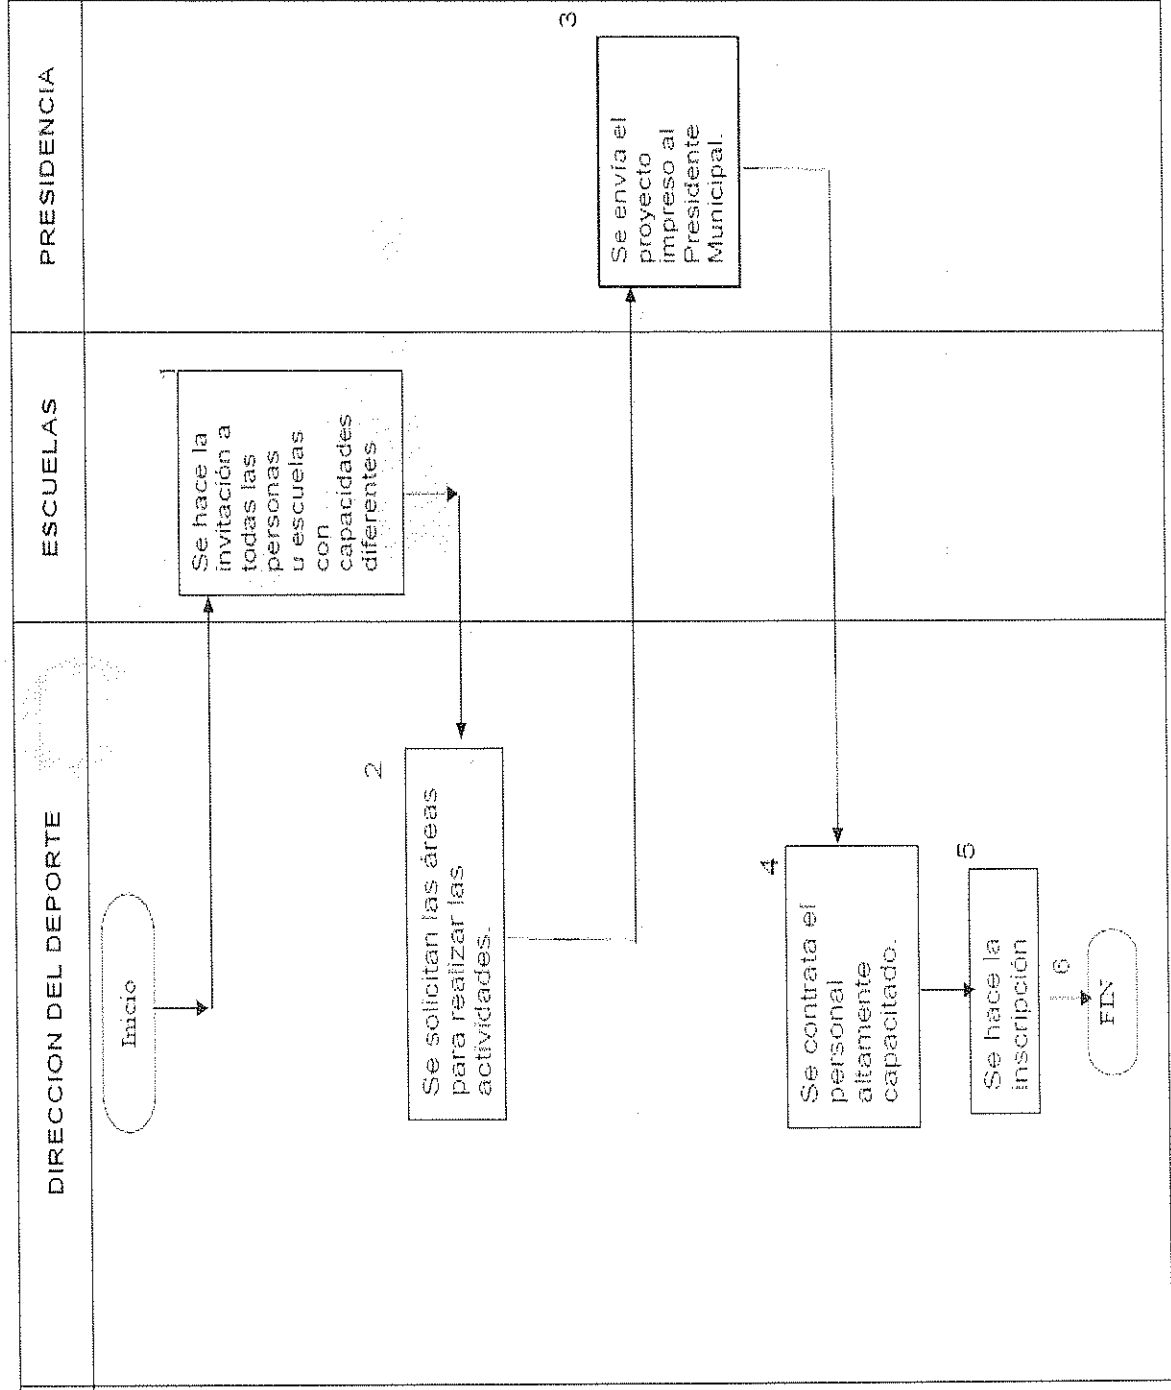 DIRECCION DEL DEPORTE
ESCUELAS
PRESIDENCIA
Inicio
1
Se hace la
invitación a
todas las
personas
u escuelas
con
capacidades
diferentes
2
Se solicitan las áreas
para realizar las
actividades.
3
Se envía el
proyecto
impreso al
Presidente
Municipal.
4
Se contrata el
personal
altamente
capacitado.
5
Se hace la
inscripción
6
FIN